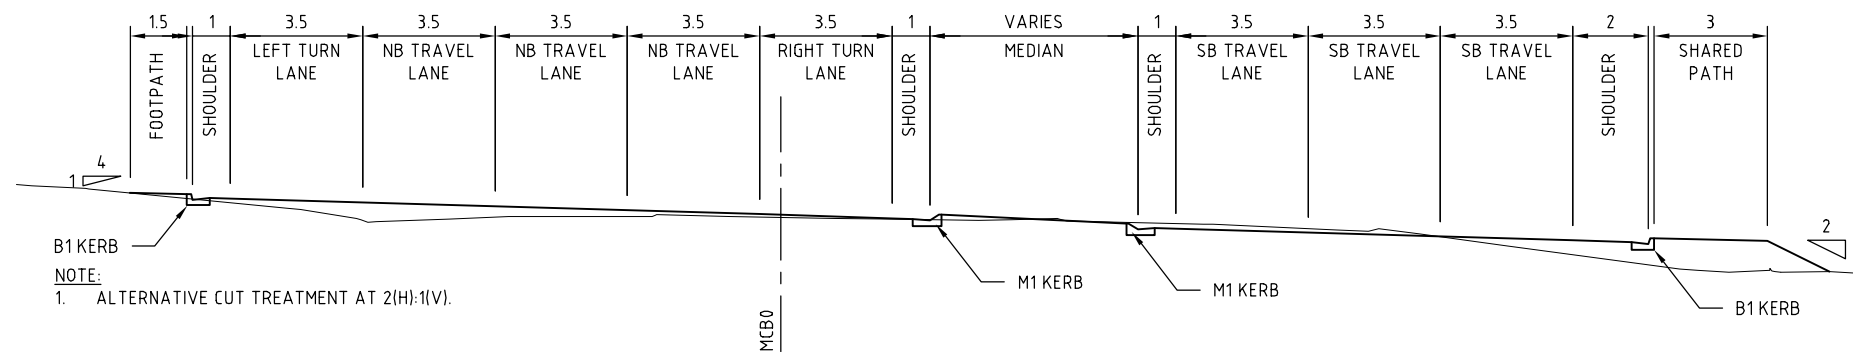 1.5 1 3.5 3.5 3.5 3.5 3.5 1 VARIES 1 3.5 3.5 3.5 2 3
FOOTPATH
SHOULDER
LEFT TURN
LANE
NB TRAVEL
LANE
NB TRAVEL
LANE
NB TRAVEL
LANE
RIGHT TURN
LANE
SHOULDER
MEDIAN
SHOULDER
SB TRAVEL
LANE
SB TRAVEL
LANE
SB TRAVEL
LANE
SHOULDER
SHARED
PATH
4
1
2
B1 KERB
M1 KERB
M1 KERB
B1 KERB
MCB0
NOTE:
1. ALTERNATIVE CUT TREATMENT AT 2(H):1(V).